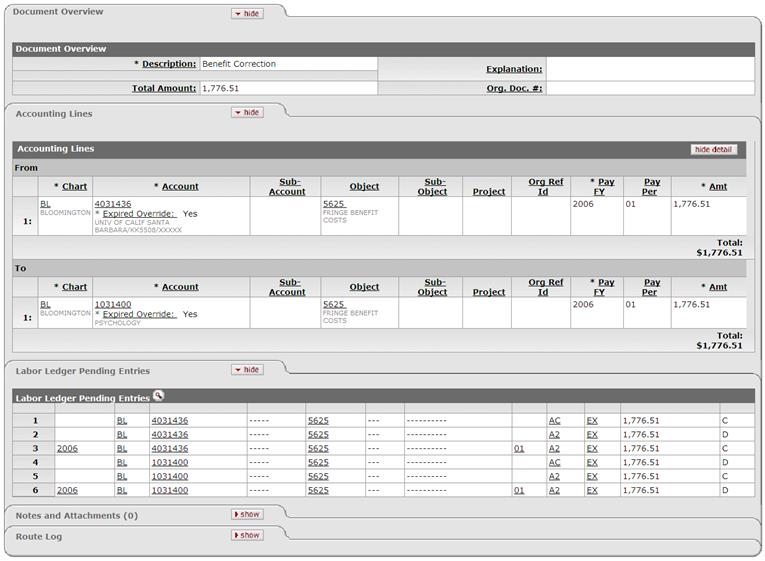 Document Overview hide
Document Overview
* Description: Benefit Correction
Explanation:
Total Amount: 1,776.51 Org. Doc. #:
Accounting Lines hide
Accounting Lines hide detail
From
* Chart * Account Sub-Account Object Sub-Object Project Org Ref Id * Pay FY Pay Per * Amt
1: BL 4031436 5625 2006 01 1,776.51
BLOOMINGTON * Expired Override: Yes FRINGE BENEFIT COSTS
UNIV OF CALIF SANTA
BARBARA/KK5508/XXXXX
Total:
$1,776.51
To
* Chart * Account Sub-Account Object Sub-Object Project Org Ref Id * Pay FY Pay Per * Amt
1: BL 1031400 5625 2006 01 1,776.51
BLOOMINGTON * Expired Override: Yes FRINGE BENEFIT COSTS
PSYCHOLOGY
Total:
$1,776.51
Labor Ledger Pending Entries hide
Labor Ledger Pending Entries
1 BL 4031436 ----- 5625 --- ---------- AC EX 1,776.51 C
2 BL 4031436 ----- 5625 --- ---------- A2 EX 1,776.51 D
3 2006 BL 4031436 ----- 5625 --- ---------- 01 A2 EX 1,776.51 C
4 BL 1031400 ----- 5625 --- ---------- AC EX 1,776.51 D
5 BL 1031400 ----- 5625 --- ---------- A2 EX 1,776.51 C
6 2006 BL 1031400 ----- 5625 --- ---------- 01 A2 EX 1,776.51 D
Notes and Attachments (0) show
Route Log show